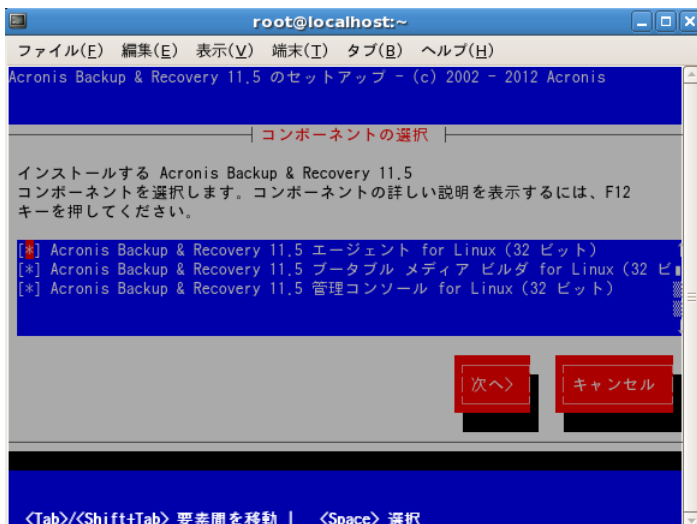 root@localhost:~
ファイル(F) 編集(E) 表示(V) 端末(T) タブ(B) ヘルプ(H)
Acronis Backup & Recovery 11.5 のセットアップ - (c) 2002 - 2012 Acronis
コンポーネントの選択
インストールする Acronis Backup & Recovery 11.5
コンポーネントを選択します。コンポーネントの詳しい説明を表示するには、F12
キーを押してください。
[*] Acronis Backup & Recovery 11.5 エージェント for Linux (32 ビット)
[*] Acronis Backup & Recovery 11.5 ブータブル メディア ビルダ for Linux (32 ビ
[*] Acronis Backup & Recovery 11.5 管理コンソール for Linux (32 ビット)
次へ> キャンセル
<Tab>/<Shift+Tab> 要素間を移動 | <Space> 選択